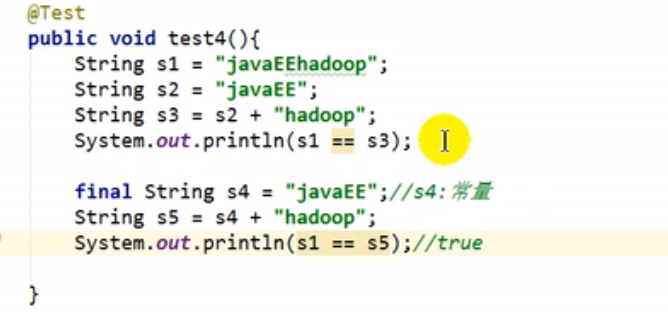 @Test
public void test4(){
String s1 = "javaEEhadoop";
String s2 = "javaEE";
String s3 = s2 + "hadoop";
System.out.println(s1 == s3);
final String s4 = "javaEE";//s4:常量
String s5 = s4 + "hadoop";
System.out.println(s1 == s5);//true
}